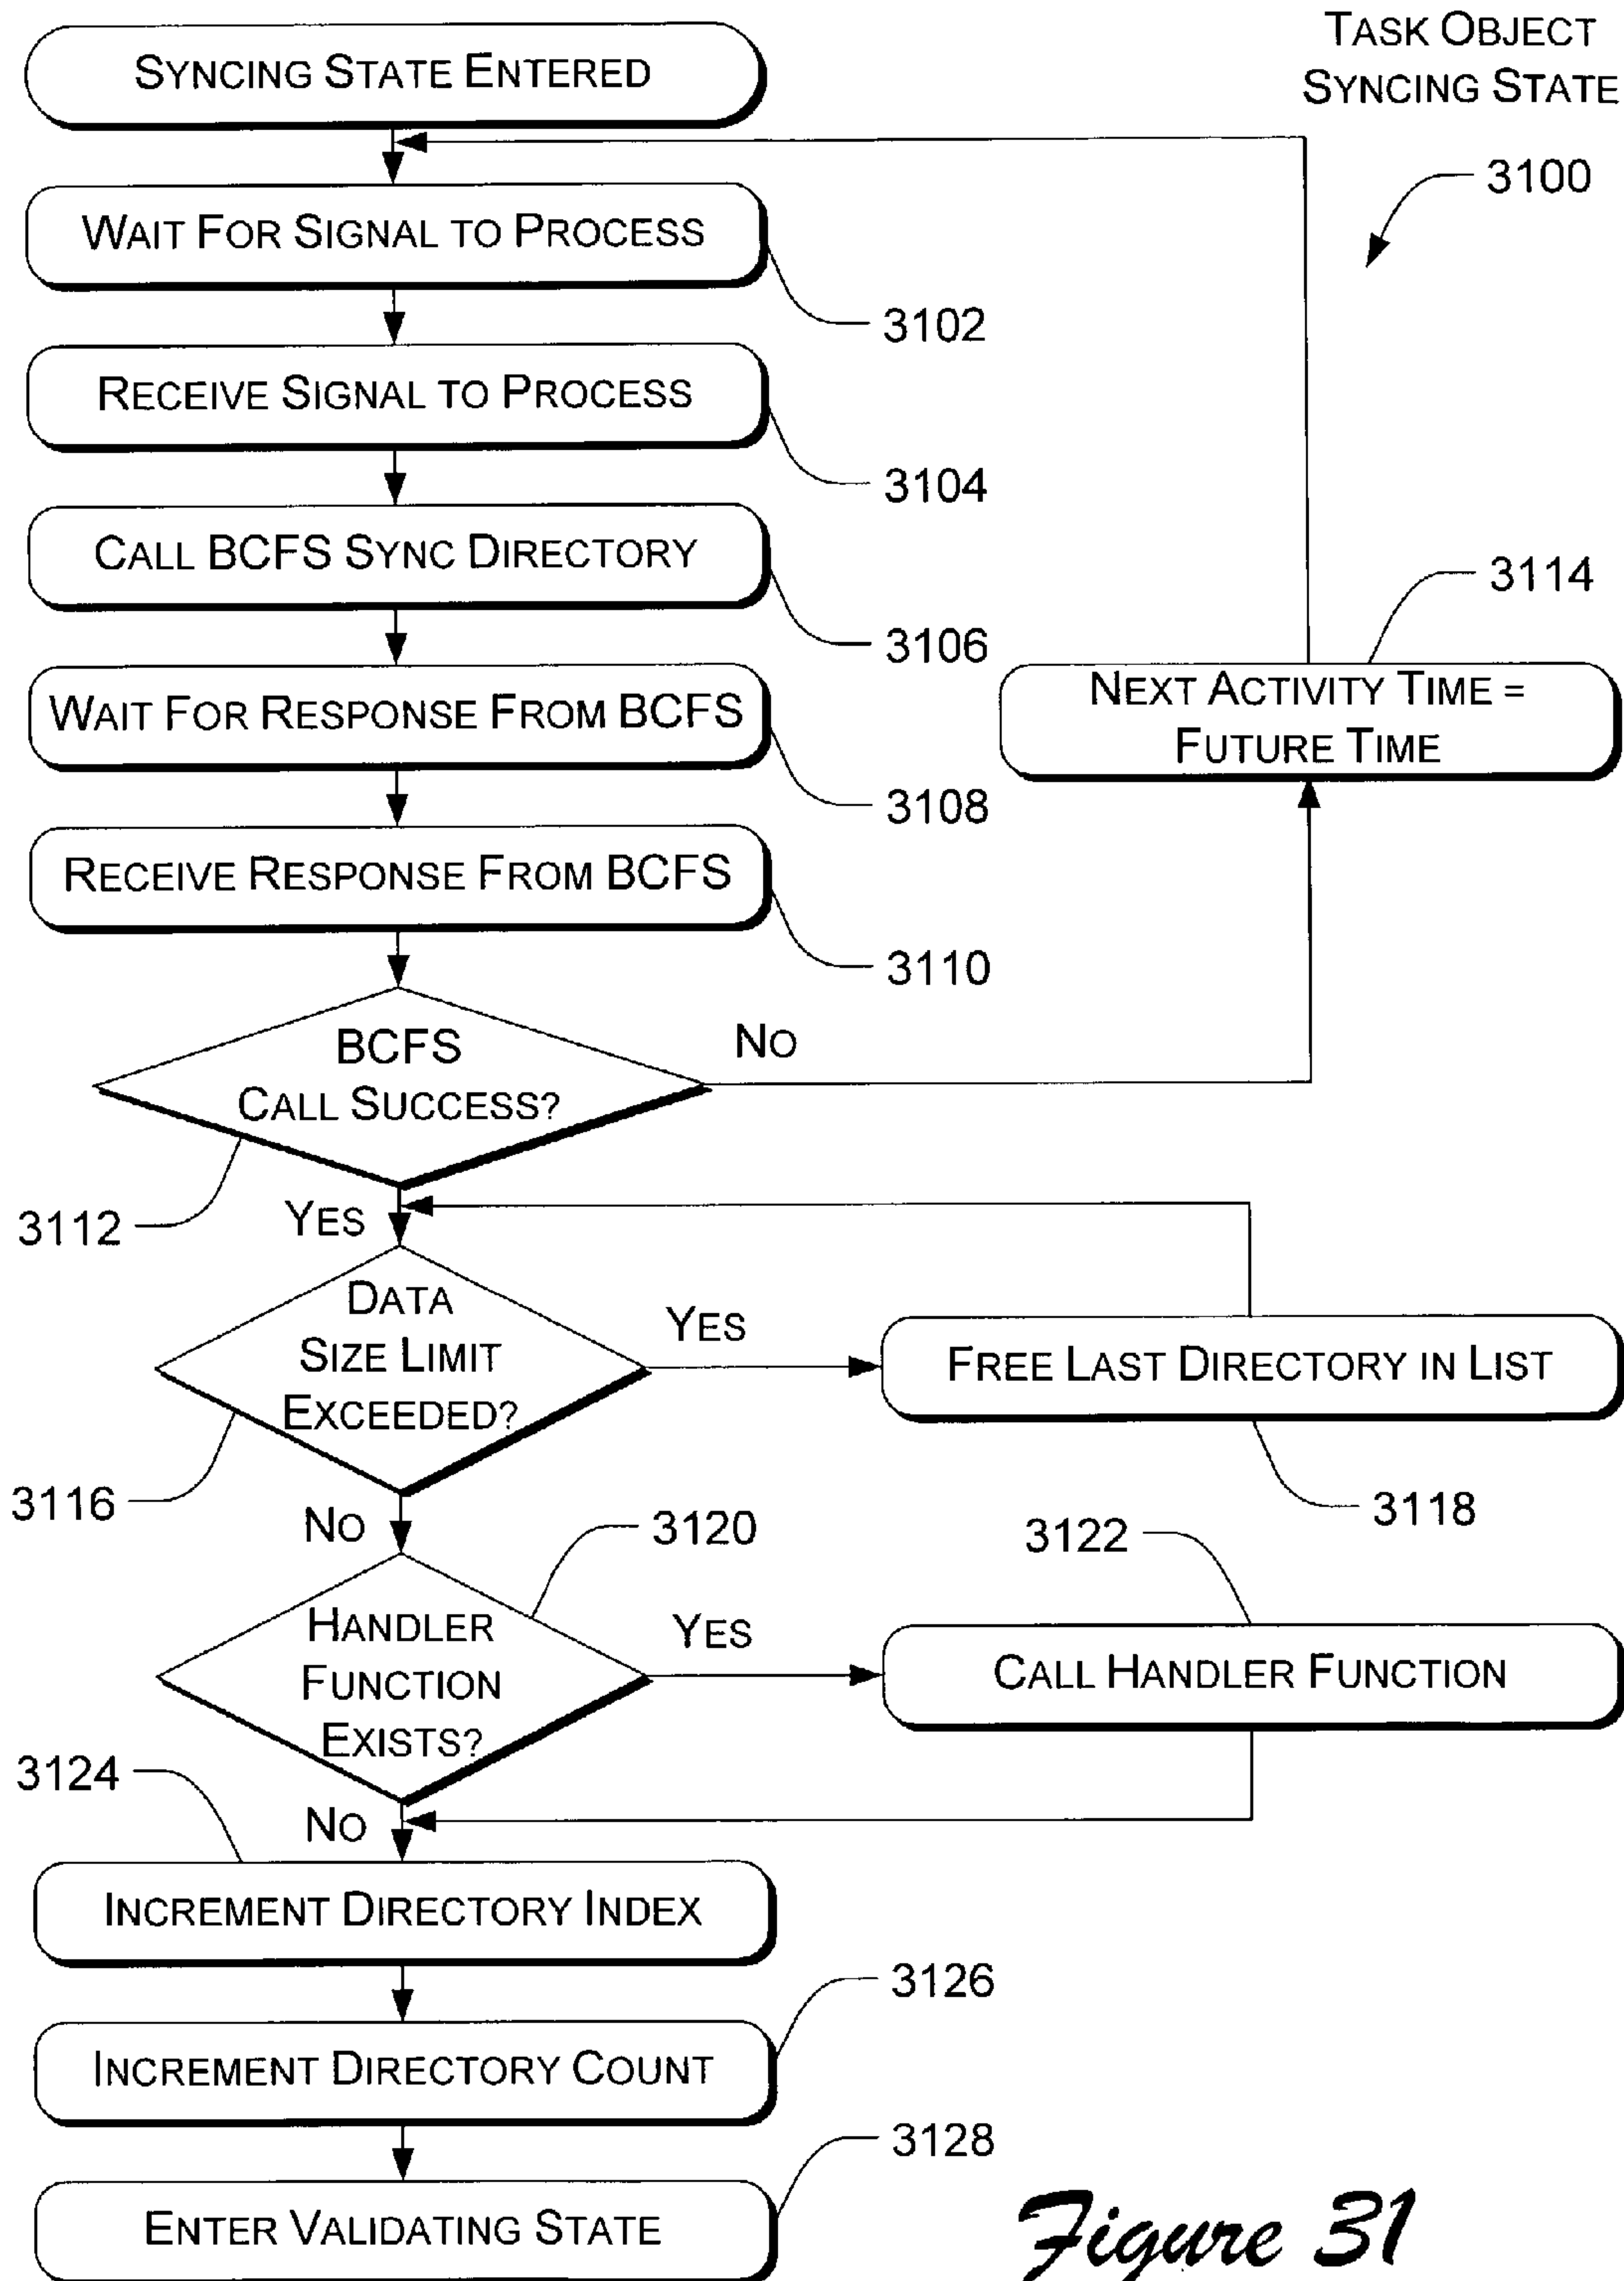 TASK OBJECT
SYNCING STATE
3100
SYNCING STATE ENTERED
WAIT FOR SIGNAL TO PROCESS
3102
RECEIVE SIGNAL TO PROCESS
3104
CALL BCFS SYNC DIRECTORY
3106
WAIT FOR RESPONSE FROM BCFS
3108
3114
NEXT ACTIVITY TIME =
FUTURE TIME
RECEIVE RESPONSE FROM BCFS
3110
BCFS
CALL SUCCESS?
NO
3112
YES
DATA
SIZE LIMIT
EXCEEDED?
YES
FREE LAST DIRECTORY IN LIST
3116
3118
NO
3120
3122
HANDLER
FUNCTION
EXISTS?
YES
CALL HANDLER FUNCTION
3124
NO
INCREMENT DIRECTORY INDEX
3126
INCREMENT DIRECTORY COUNT
3128
ENTER VALIDATING STATE
Figure 31